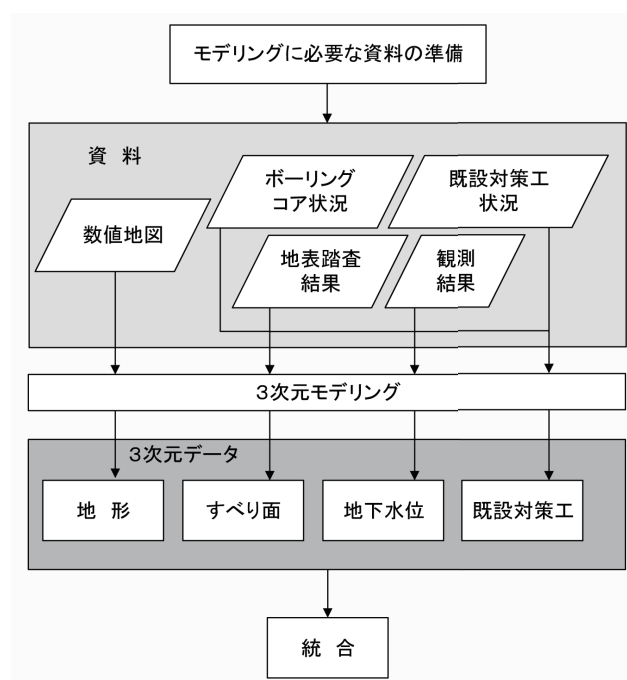 モデリングに必要な資料の準備
資 料
ボーリング
コア状況
既設対策工
状況
数値地図
地表踏査
結果
観測
結果
３次元モデリング
３次元データ
地 形
すべり面
地下水位
既設対策工
統 合